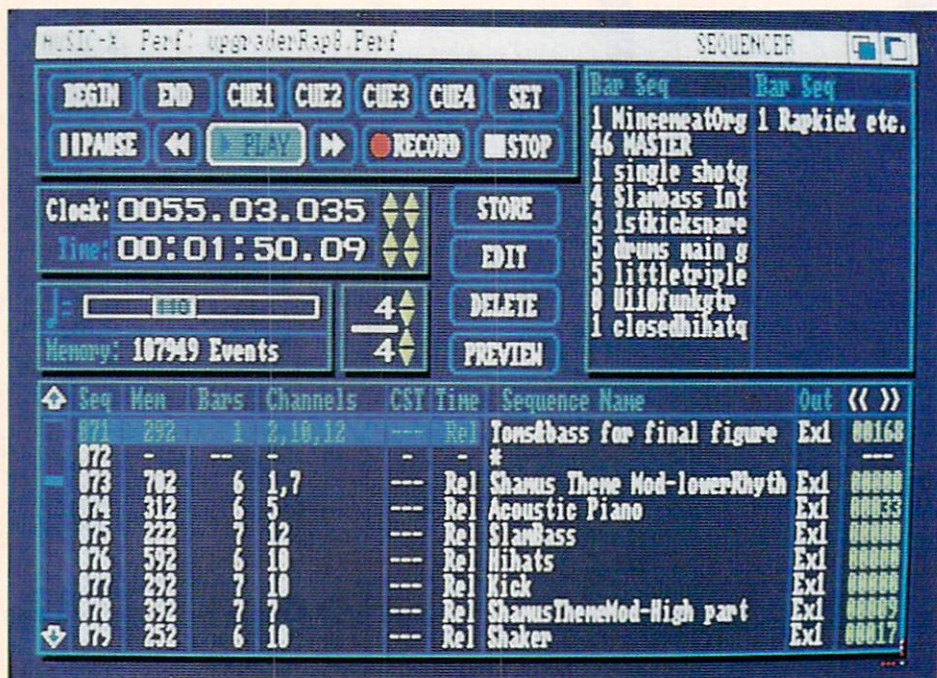 MUSIC-X Perf: upgraderRap8.Perf SEQUENCER
BEGIN END CUE1 CUE2 CUE3 CUE4 SET
PAUSE PLAY RECORD STOP
Clock: 0055.03.035
Time: 00:01:50.09
STORE
EDIT
DELETE
PREVIEW
4
4
Memory: 107949 Events
Bar Seq Bar Seq
1 MincemeatOrg 1 Rapkick etc.
46 MASTER
1 single shotg
4 Slambass Int
5 1stkicksnare
5 drums main g
5 littletriple
0 U110funkgtr
1 closedhihatq
Seq Mem Bars Channels CST Time Sequence Name Out << >>
071 292 1 2,10,12 --- Rel Toms&bass for final figure Ex1 00168
072 - -- - - - * ---
073 702 6 1,7 --- Rel Shamus Theme Mod-lowerRhyth Ex1 00000
074 312 6 5 --- Rel Acoustic Piano Ex1 00033
075 222 7 12 --- Rel SlamBass Ex1 00000
076 592 6 10 --- Rel Hihats Ex1 00000
077 292 7 10 --- Rel Kick Ex1 00000
078 392 7 7 --- Rel ShamusThemeMod-High part Ex1 00009
079 252 6 10 --- Rel Shaker Ex1 00017